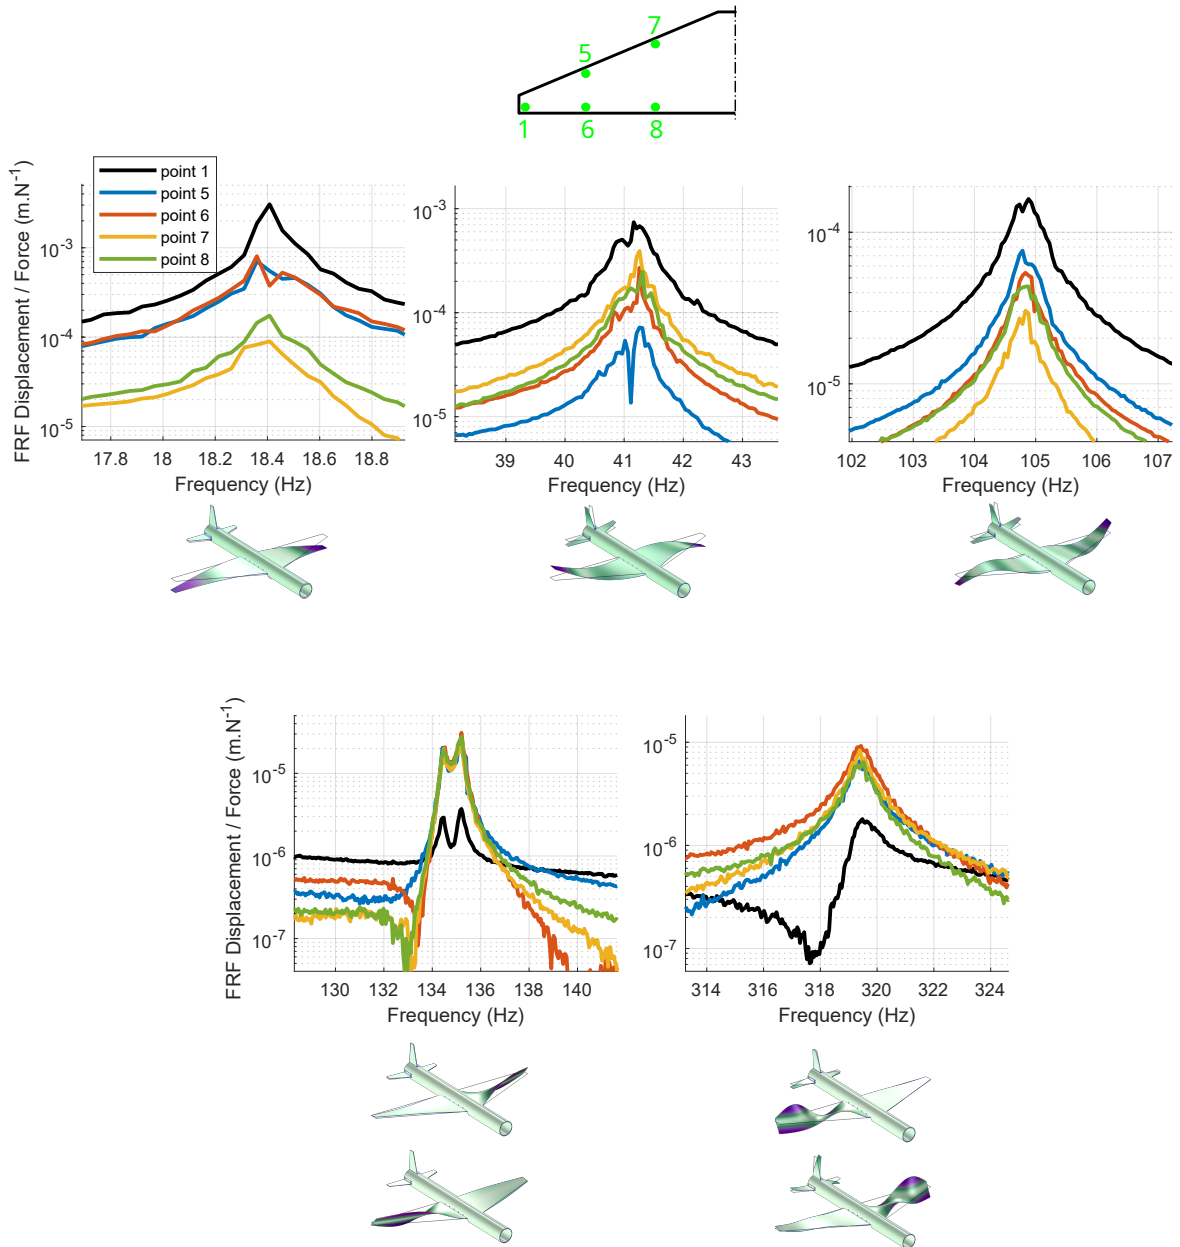 7
5
1 6 8
FRF Displacement / Force (m.N-1)
point 1
point 5
point 6
point 7
point 8
10-3
10-4
10-5
17.8 18 18.2 18.4 18.6 18.8
Frequency (Hz)
10-3
10-4
10-5
39 40 41 42 43
Frequency (Hz)
10-4
10-5
102 103 104 105 106 107
Frequency (Hz)
FRF Displacement / Force (m.N-1)
10-5
10-6
10-7
130 132 134 136 138 140
Frequency (Hz)
10-5
10-6
10-7
314 316 318 320 322 324
Frequency (Hz)